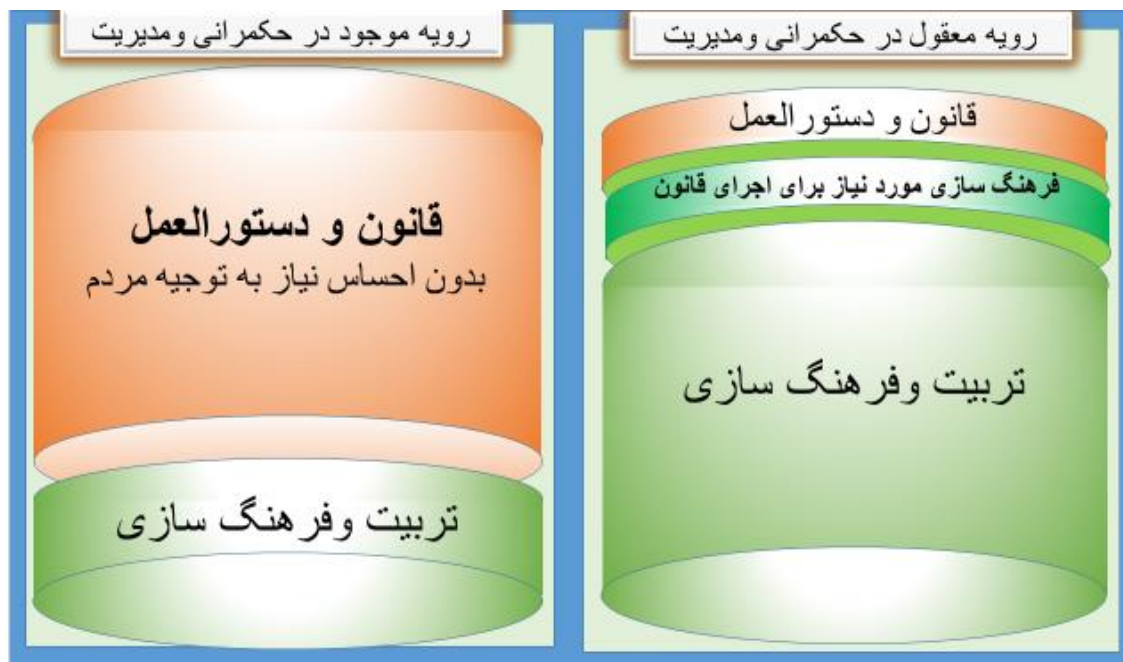 رویه معقول در حکمرانی ومدیریت
قانون و دستورالعمل
فرهنگ سازی مورد نیاز برای اجرای قانون
تربیت وفرهنگ سازی
رویه موجود در حکمرانی ومدیریت
قانون و دستورالعمل
بدون احساس نیاز به توجیه مردم
تربیت وفرهنگ سازی